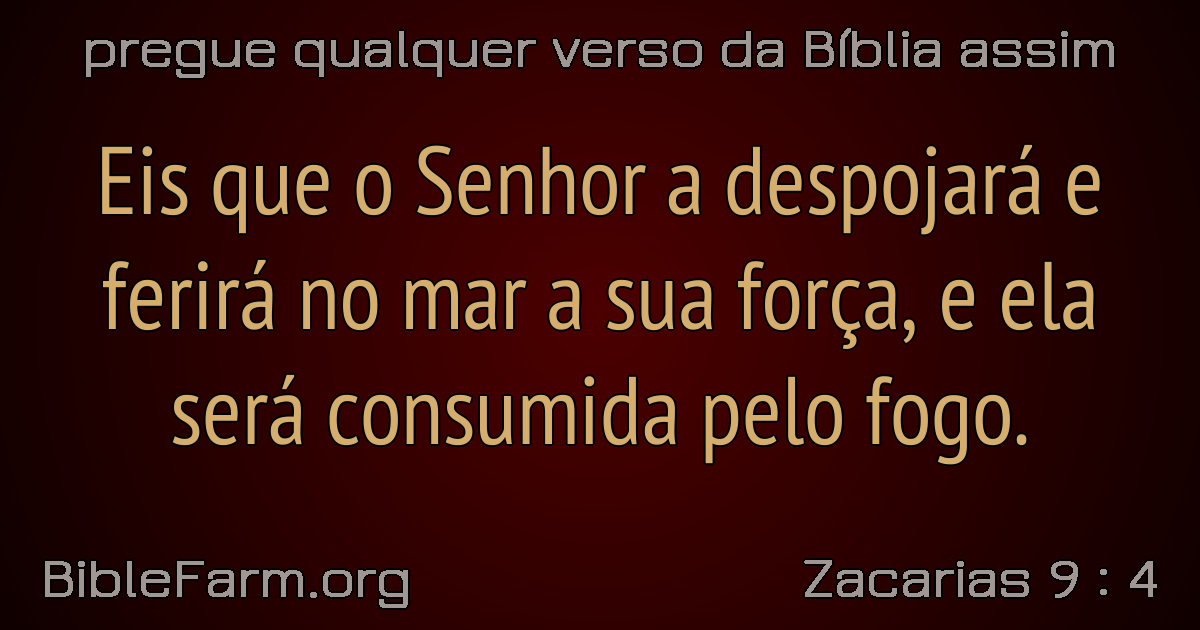 pregue qualquer verso da Bíblia assim
Eis que o Senhor a despojará e
ferirá no mar a sua força, e ela
será consumida pelo fogo.
BibleFarm.org
Zacarias 9 : 4